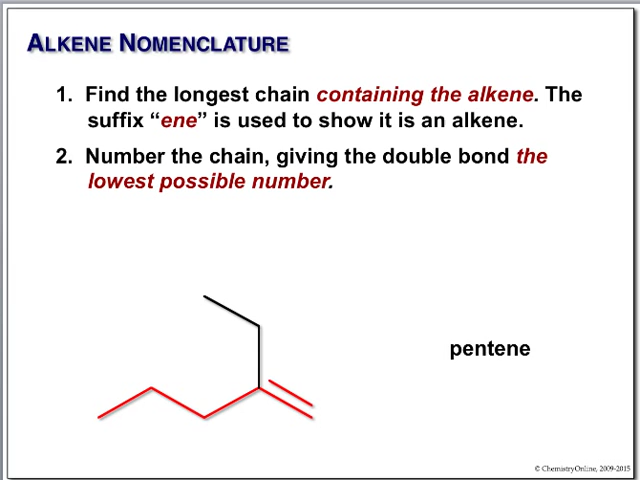 ALKENE NOMENCLATURE
1. Find the longest chain containing the alkene. The
suffix “ene” is used to show it is an alkene.
2. Number the chain, giving the double bond the
lowest possible number.
pentene
© ChemistryOnline, 2009-2015